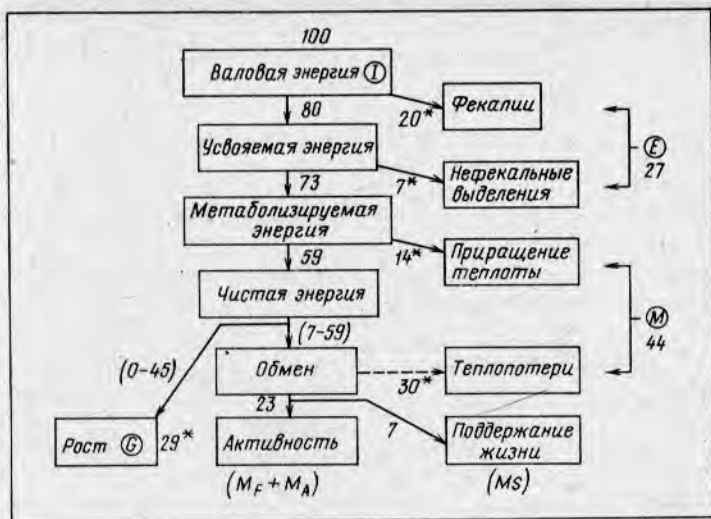 100
Валовая энергия I
Фекалии
80
20*
E
27
Усвояемая энергия
Нефекальные
выделения
73
7*
Метаболизируемая
энергия
Приращение
теплоты
59
14*
Чистая энергия
M
44
(7-59)
(0-45)
Обмен
Теплопотери
30*
23
7
Рост G
29*
Активность
Поддержание
жизни
(MF + MA)
(MS)